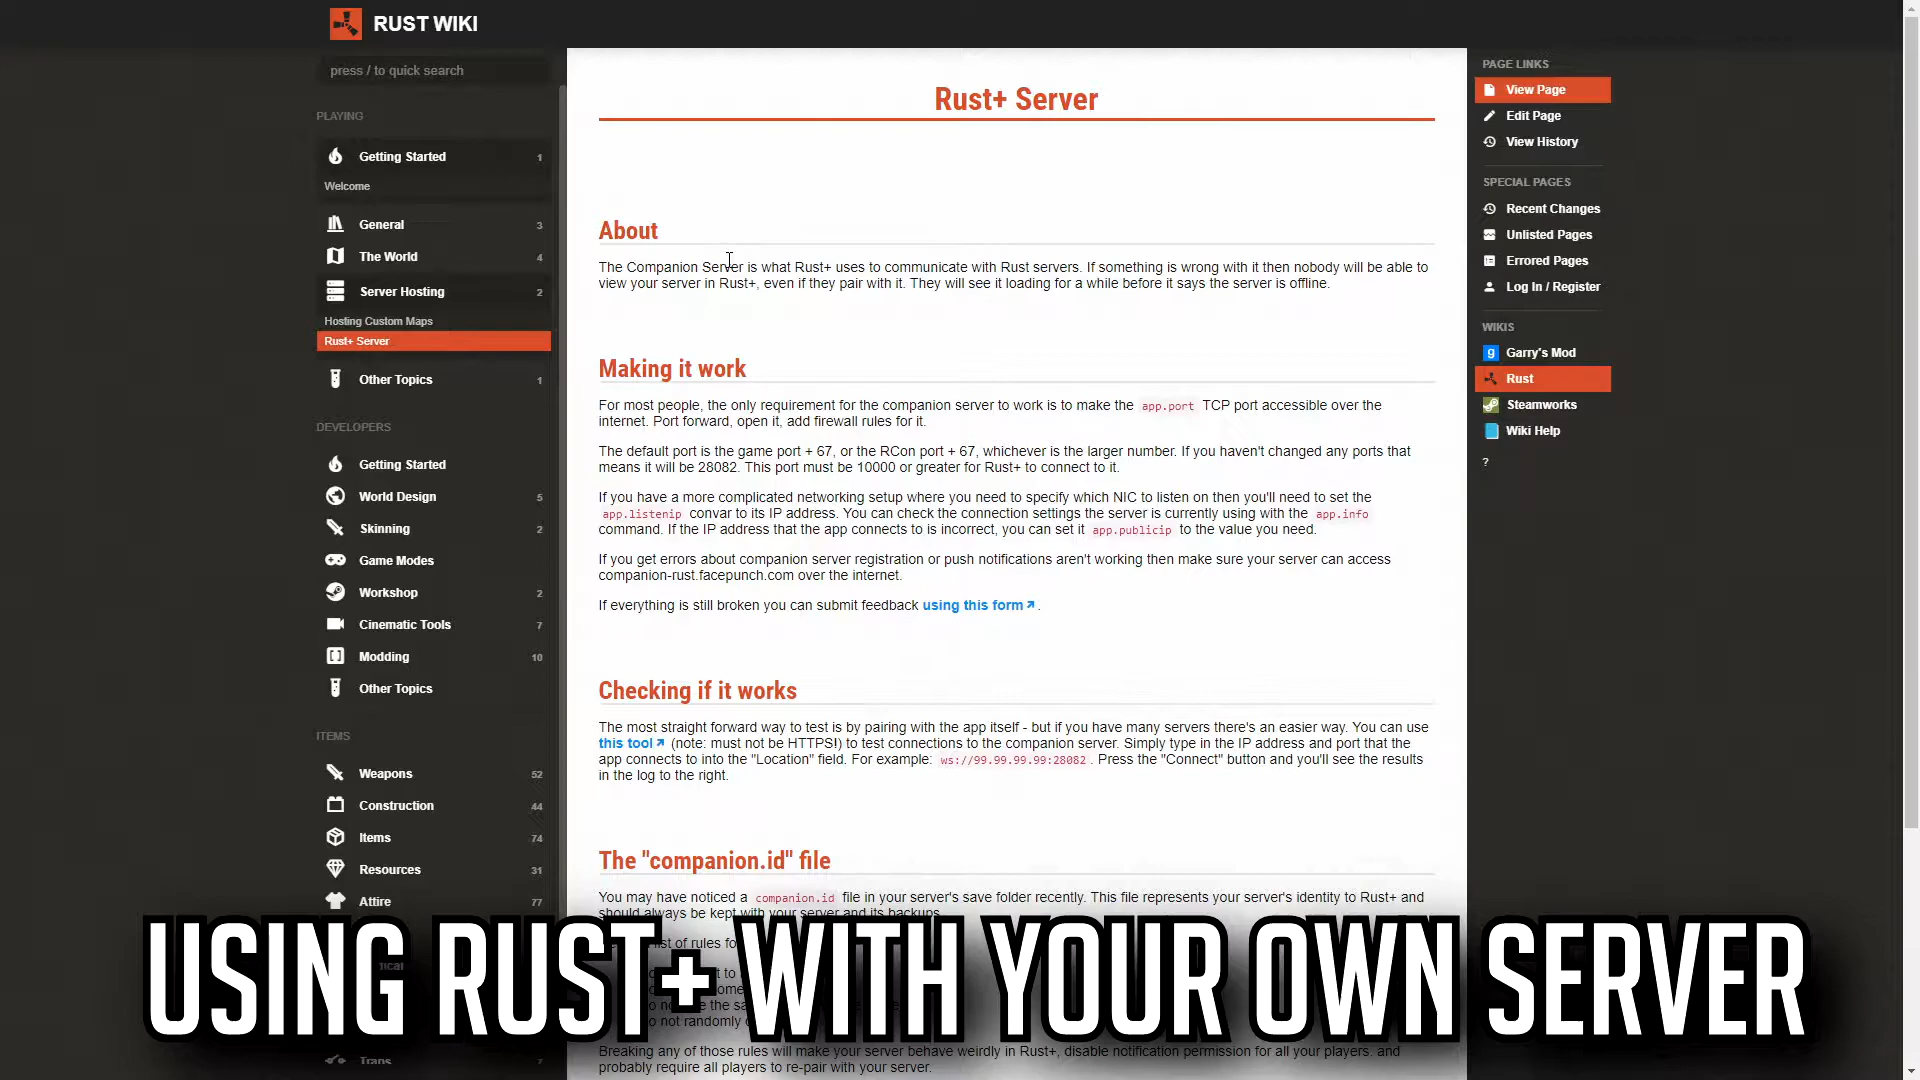 RUST WIKI
press / to quick search
PLAYING
Getting Started 1
Welcome
General 3
The World 4
Server Hosting 2
Hosting Custom Maps
Rust+ Server
Other Topics 1
DEVELOPERS
Getting Started
World Design 5
Skinning 2
Game Modes
Workshop 2
Cinematic Tools 7
Modding 10
Other Topics
ITEMS
Weapons 52
Construction 44
Items 74
Resources 31
Attire 77
Rust+ Server
About
The Companion Server is what Rust+ uses to communicate with Rust servers. If something is wrong with it then nobody will be able to
view your server in Rust+, even if they pair with it. They will see it loading for a while before it says the server is offline.
Making it work
For most people, the only requirement for the companion server to work is to make the app.port TCP port accessible over the
internet. Port forward, open it, add firewall rules for it.
The default port is the game port + 67, or the RCon port + 67, whichever is the larger number. If you haven't changed any ports that
means it will be 28082. This port must be 10000 or greater for Rust+ to connect to it.
If you have a more complicated networking setup where you need to specify which NIC to listen on then you'll need to set the
app.listenip convar to its IP address. You can check the connection settings the server is currently using with the app.info
command. If the IP address that the app connects to is incorrect, you can set it app.publicip to the value you need.
If you get errors about companion server registration or push notifications aren't working then make sure your server can access
companion-rust.facepunch.com over the internet.
If everything is still broken you can submit feedback using this form.
Checking if it works
The most straight forward way to test is by pairing with the app itself - but if you have many servers there's an easier way. You can use
this tool (note: must not be HTTPS!) to test connections to the companion server. Simply type in the IP address and port that the
app connects to into the "Location" field. For example: ws://99.99.99.99:28082. Press the "Connect" button and you'll see the results
in the log to the right.
The "companion.id" file
You may have noticed a companion.id file in your server's save folder recently. This file represents your server's identity to Rust+ and
should always be kept with your server and its backups.
list of rules
not randomly
Breaking any of those rules will make your server behave weirdly in Rust+, disable notification permission for all your players. and
probably require all players to re-pair with your server.
PAGE LINKS
View Page
Edit Page
View History
SPECIAL PAGES
Recent Changes
Unlisted Pages
Errored Pages
Log In / Register
WIKIS
g Garry's Mod
Rust
Steamworks
Wiki Help
?
USING RUST+ WITH YOUR OWN SERVER